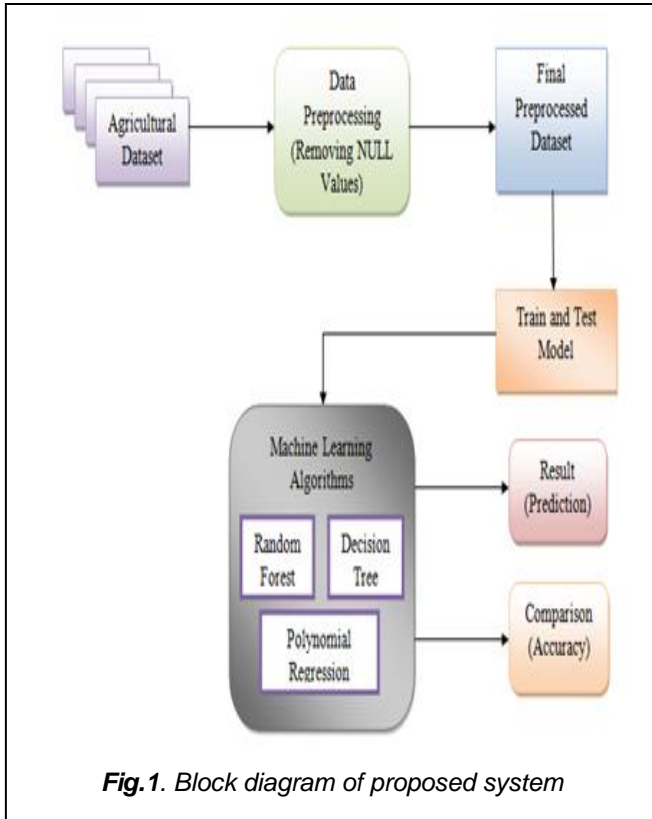 Agricultural
Dataset
Data
Preprocessing
(Removing NULL
Values)
Final
Preprocessed
Dataset
Train and Test
Model
Machine Learning
Algorithms
Random
Forest
Decision
Tree
Polynomial
Regression
Result
(Prediction)
Comparison
(Accuracy)
Fig.1. Block diagram of proposed system